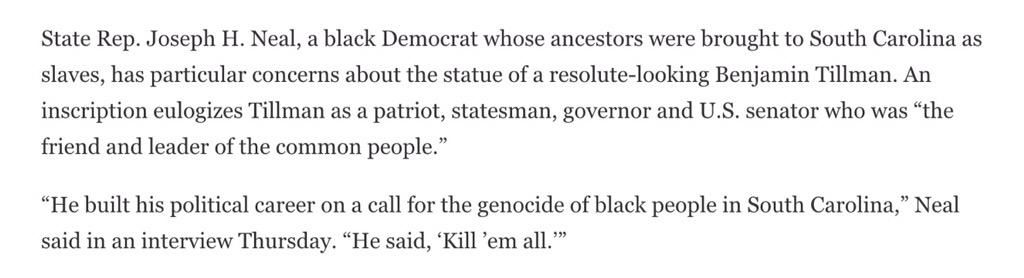 State Rep. Joseph H. Neal, a black Democrat whose ancestors were brought to South Carolina as
slaves, has particular concerns about the statue of a resolute-looking Benjamin Tillman. An
inscription eulogizes Tillman as a patriot, statesman, governor and U.S. senator who was “the
friend and leader of the common people.”
“He built his political career on a call for the genocide of black people in South Carolina,” Neal
said in an interview Thursday. “He said, ‘Kill ’em all.’”